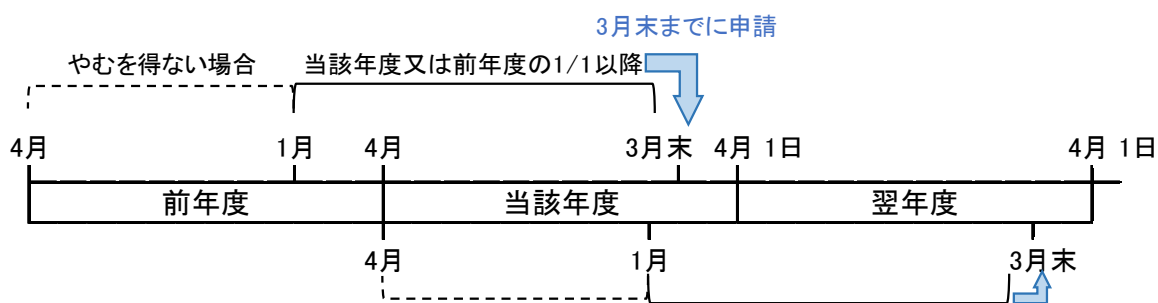 3月末までに申請
やむを得ない場合 当該年度又は前年度の1/1以降
4月 1月 4月 3月末 4月 1日 4月 1日
前年度 当該年度 翌年度
4月 1月 3月末